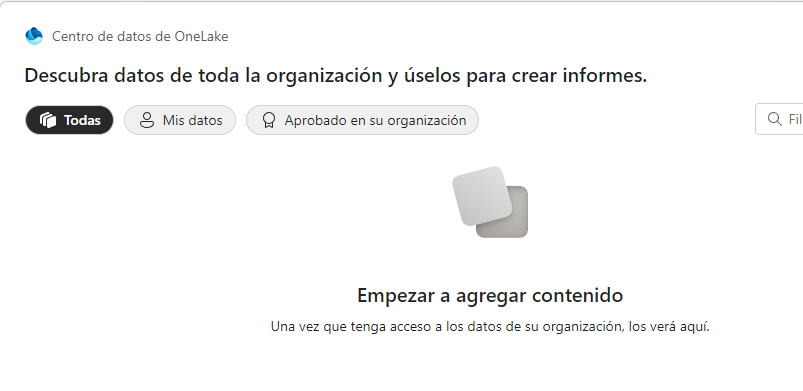 Centro de datos de OneLake
Descubra datos de toda la organización y úselos para crear informes.
Todas
Mis datos
Aprobado en su organización
Empezar a agregar contenido
Una vez que tenga acceso a los datos de su organización, los verá aquí.